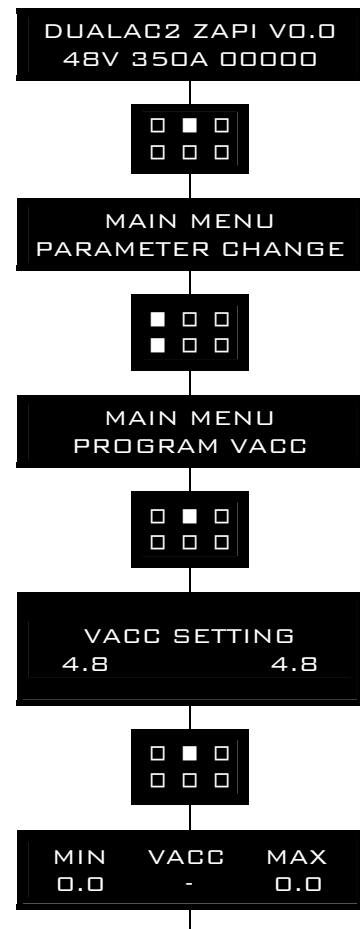 DUALAC2 ZAPI V0.0
48V 350A 00000
MAIN MENU
PARAMETER CHANGE
MAIN MENU
PROGRAM VACC
VACC SETTING
4.8 4.8
MIN VACC MAX
0.0 - 0.0